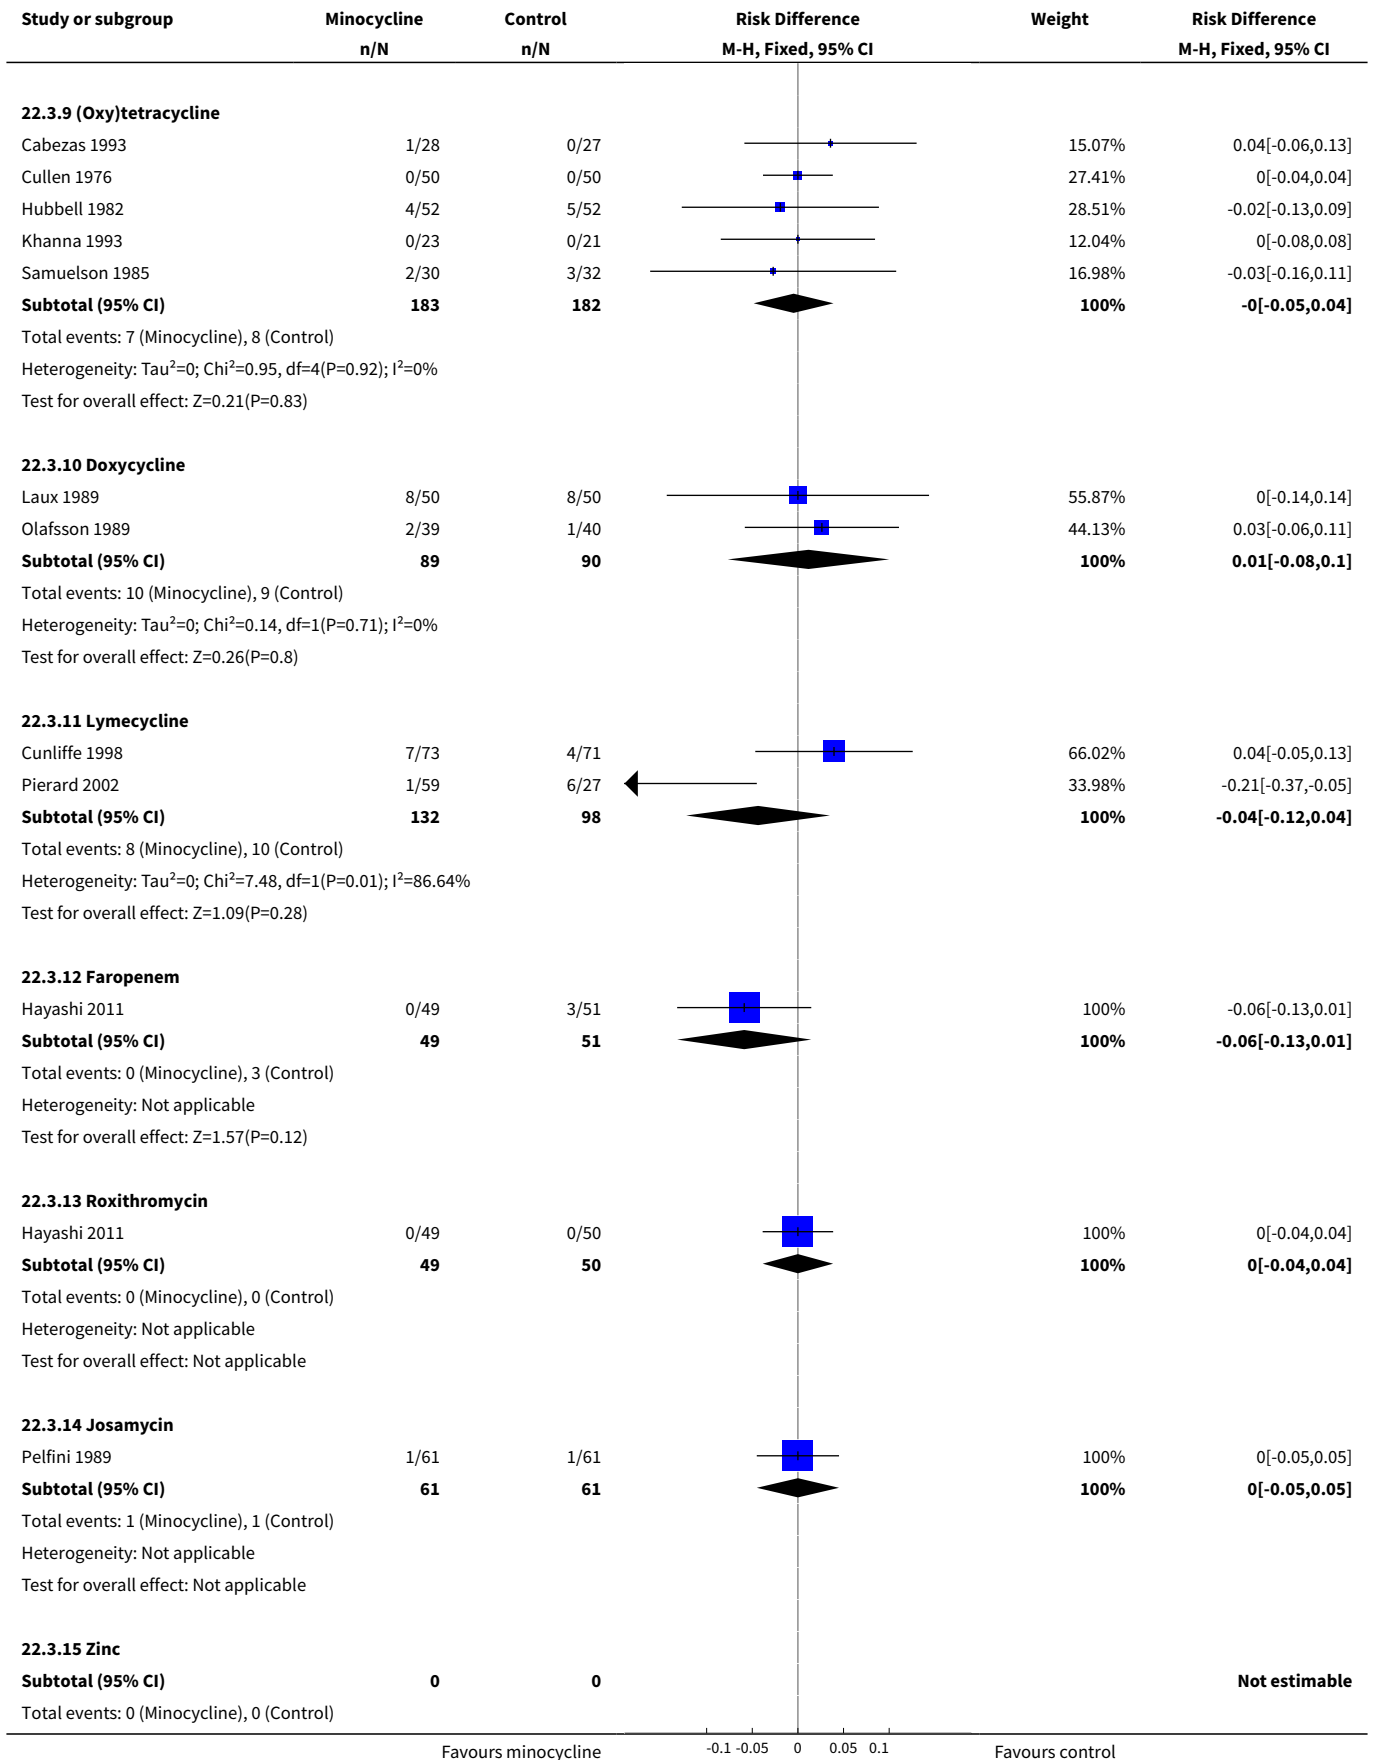 Study or subgroup Minocycline Control Risk Difference Weight Risk Difference
n/N n/N M-H, Fixed, 95% CI M-H, Fixed, 95% CI
22.3.9 (Oxy)tetracycline
Cabezas 1993 1/28 0/27 15.07% 0.04[-0.06,0.13]
Cullen 1976 0/50 0/50 27.41% 0[-0.04,0.04]
Hubbell 1982 4/52 5/52 28.51% -0.02[-0.13,0.09]
Khanna 1993 0/23 0/21 12.04% 0[-0.08,0.08]
Samuelson 1985 2/30 3/32 16.98% -0.03[-0.16,0.11]
Subtotal (95% CI) 183 182 100% -0[-0.05,0.04]
Total events: 7 (Minocycline), 8 (Control)
Heterogeneity: Tau²=0; Chi²=0.95, df=4(P=0.92); I²=0%
Test for overall effect: Z=0.21(P=0.83)
22.3.10 Doxycycline
Laux 1989 8/50 8/50 55.87% 0[-0.14,0.14]
Olafsson 1989 2/39 1/40 44.13% 0.03[-0.06,0.11]
Subtotal (95% CI) 89 90 100% 0.01[-0.08,0.1]
Total events: 10 (Minocycline), 9 (Control)
Heterogeneity: Tau²=0; Chi²=0.14, df=1(P=0.71); I²=0%
Test for overall effect: Z=0.26(P=0.8)
22.3.11 Lymecycline
Cunliffe 1998 7/73 4/71 66.02% 0.04[-0.05,0.13]
Pierard 2002 1/59 6/27 33.98% -0.21[-0.37,-0.05]
Subtotal (95% CI) 132 98 100% -0.04[-0.12,0.04]
Total events: 8 (Minocycline), 10 (Control)
Heterogeneity: Tau²=0; Chi²=7.48, df=1(P=0.01); I²=86.64%
Test for overall effect: Z=1.09(P=0.28)
22.3.12 Faropenem
Hayashi 2011 0/49 3/51 100% -0.06[-0.13,0.01]
Subtotal (95% CI) 49 51 100% -0.06[-0.13,0.01]
Total events: 0 (Minocycline), 3 (Control)
Heterogeneity: Not applicable
Test for overall effect: Z=1.57(P=0.12)
22.3.13 Roxithromycin
Hayashi 2011 0/49 0/50 100% 0[-0.04,0.04]
Subtotal (95% CI) 49 50 100% 0[-0.04,0.04]
Total events: 0 (Minocycline), 0 (Control)
Heterogeneity: Not applicable
Test for overall effect: Not applicable
22.3.14 Josamycin
Pelfini 1989 1/61 1/61 100% 0[-0.05,0.05]
Subtotal (95% CI) 61 61 100% 0[-0.05,0.05]
Total events: 1 (Minocycline), 1 (Control)
Heterogeneity: Not applicable
Test for overall effect: Not applicable
22.3.15 Zinc
Subtotal (95% CI) 0 0 Not estimable
Total events: 0 (Minocycline), 0 (Control)
Favours minocycline -0.1 -0.05 0 0.05 0.1 Favours control